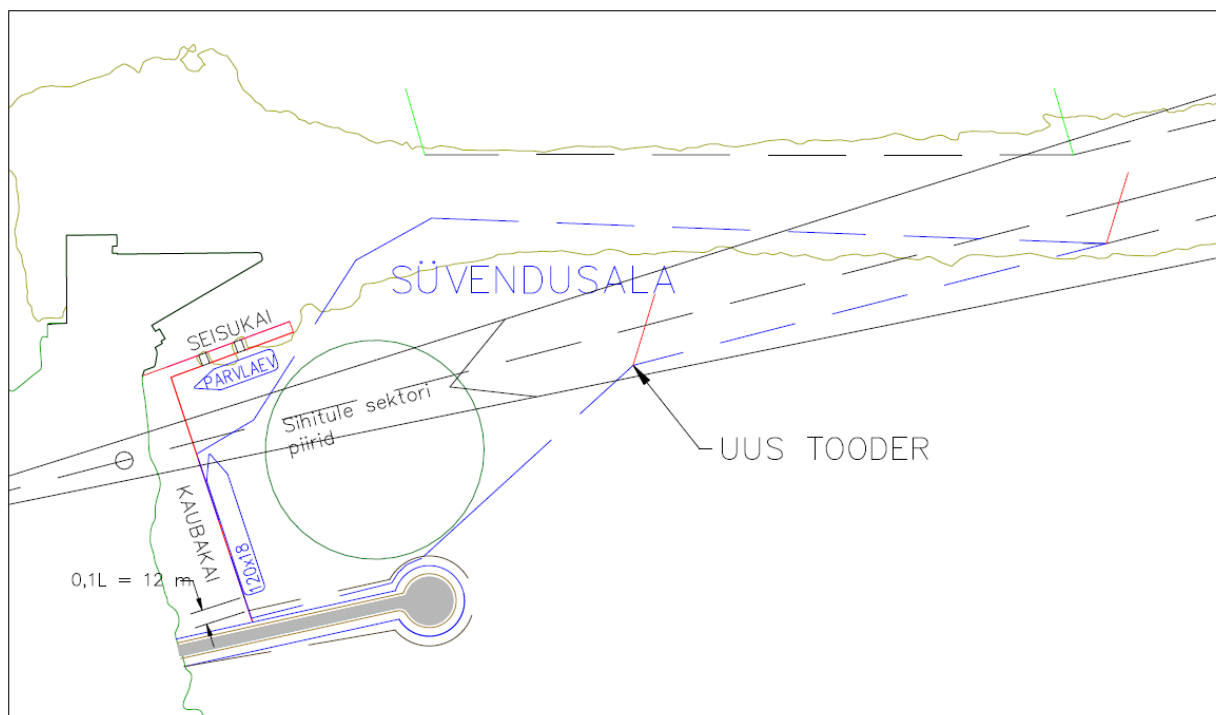 SÜVENDUSALA
SEISUKAI
PARVLAEV
Sihitule sektori
piirid
UUS TOODER
KAUBAKAI
120x18
0,1L = 12 m